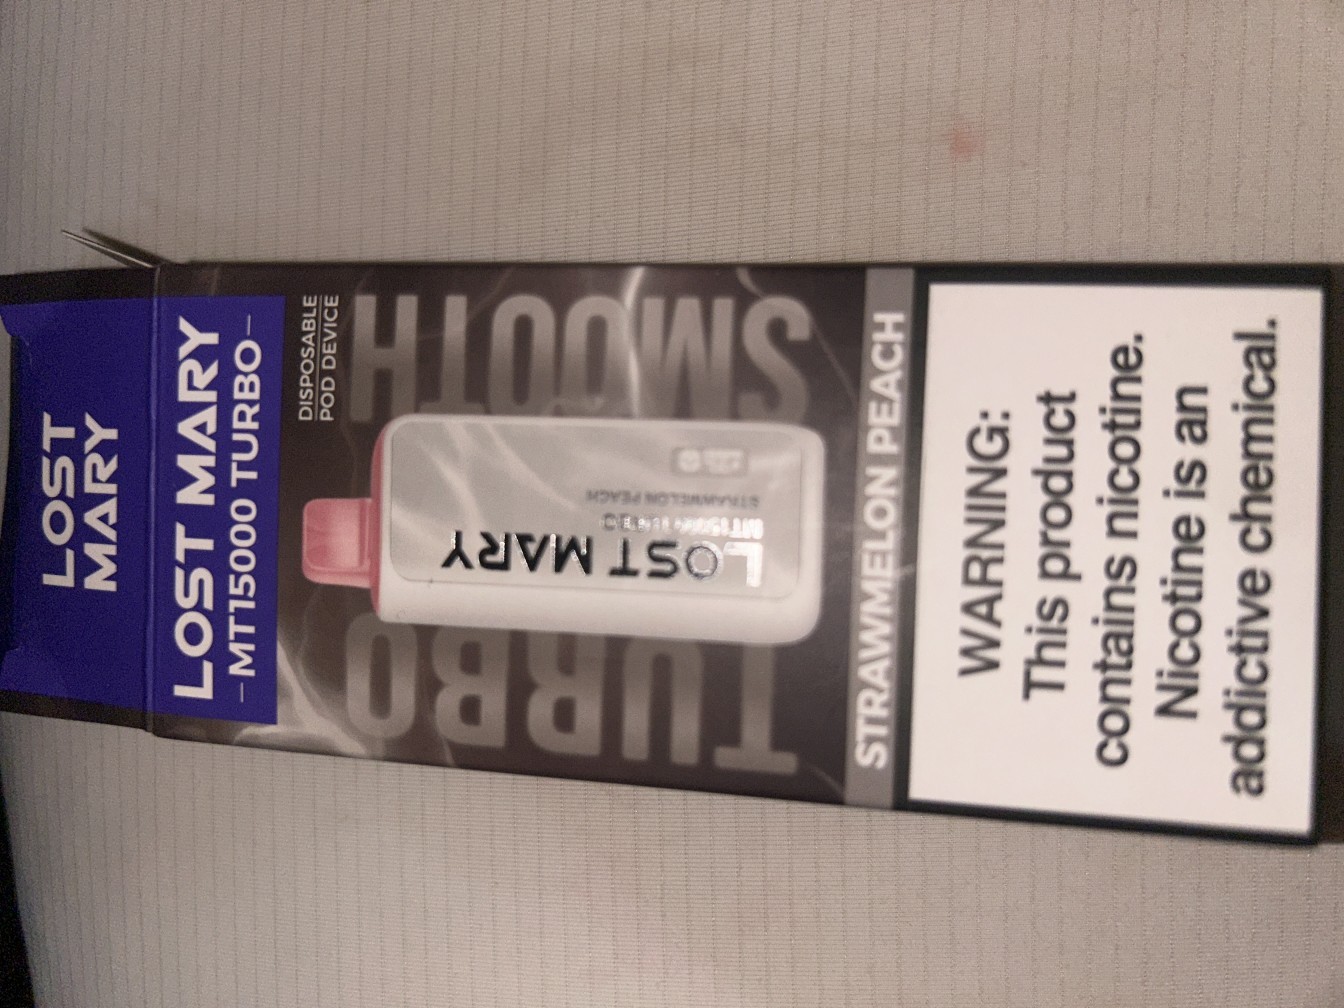 LOST
MARY
LOST MARY
—MT15000 TURBO—
DISPOSABLE
POD DEVICE
SMOOTH
TURBO
LOST MARY
STRAWMELON PEACH
STRAWMELON PEACH
WARNING:
This product
contains nicotine.
Nicotine is an
addictive chemical.